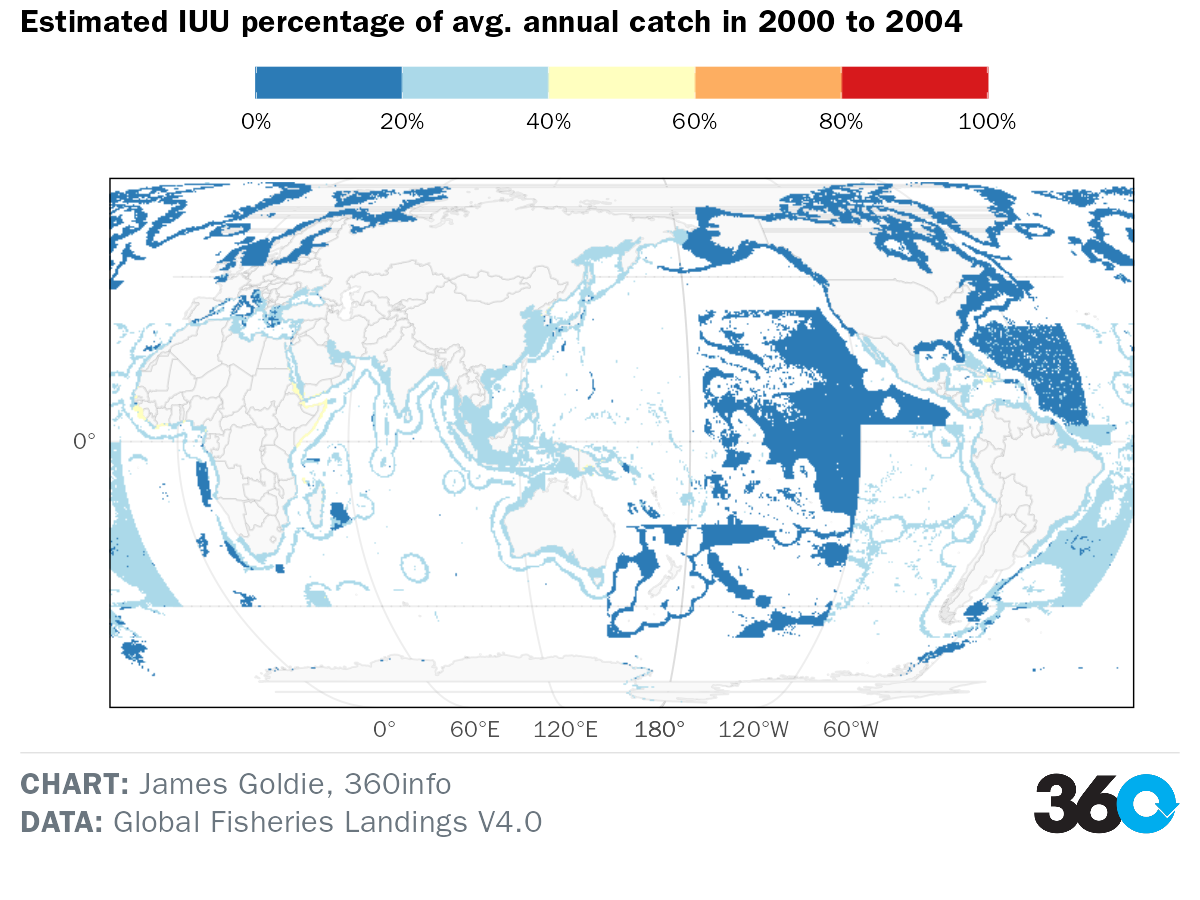 Estimated IUU percentage of avg. annual catch in 2000 to 2004
0% 20% 40% 60% 80% 100%
0°
0° 60°E 120°E 180° 120°W 60°W
CHART: James Goldie, 360info
DATA: Global Fisheries Landings V4.0
360